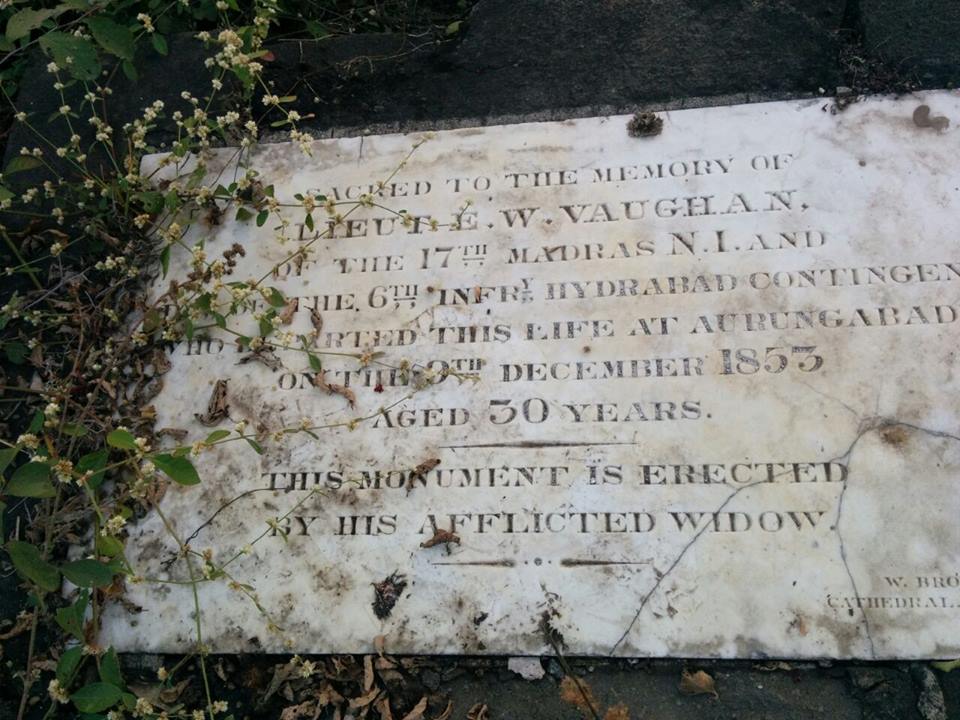 SACRED TO THE MEMORY OF
LIEUT. E. W. VAUGHAN,
OF THE 17TH MADRAS N.I. AND
THE 6TH INFRY HYDRABAD CONTINGEN
WHO DEPARTED THIS LIFE AT AURUNGABAD
ON THE 9TH DECEMBER 1853
AGED 30 YEARS.
THIS MONUMENT IS ERECTED
BY HIS AFFLICTED WIDOW
W. BRO
CATHEDRAL.